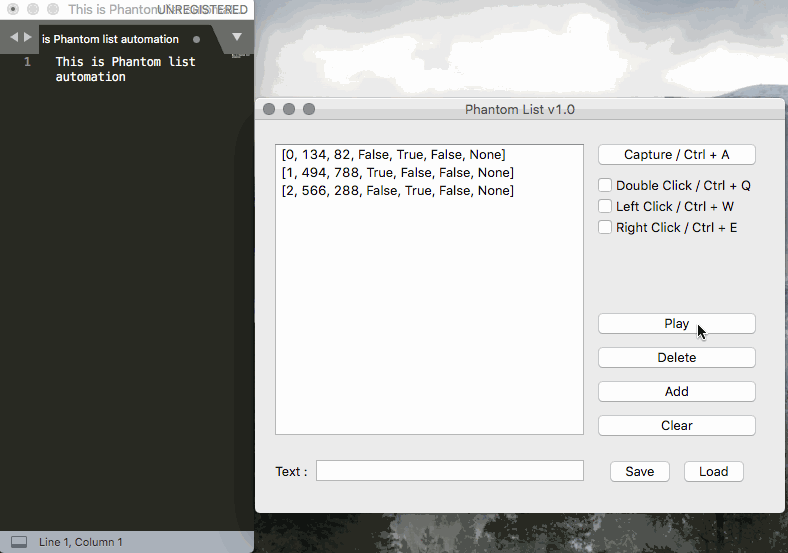 This is Phantom
UNREGISTERED
is Phantom list automation
1 This is Phantom list
automation
Line 1, Column 1
Phantom List v1.0
[0, 134, 82, False, True, False, None]
[1, 494, 788, True, False, False, None]
[2, 566, 288, False, True, False, None]
Capture / Ctrl + A
Double Click / Ctrl + Q
Left Click / Ctrl + W
Right Click / Ctrl + E
Play
Delete
Add
Clear
Text :
Save
Load